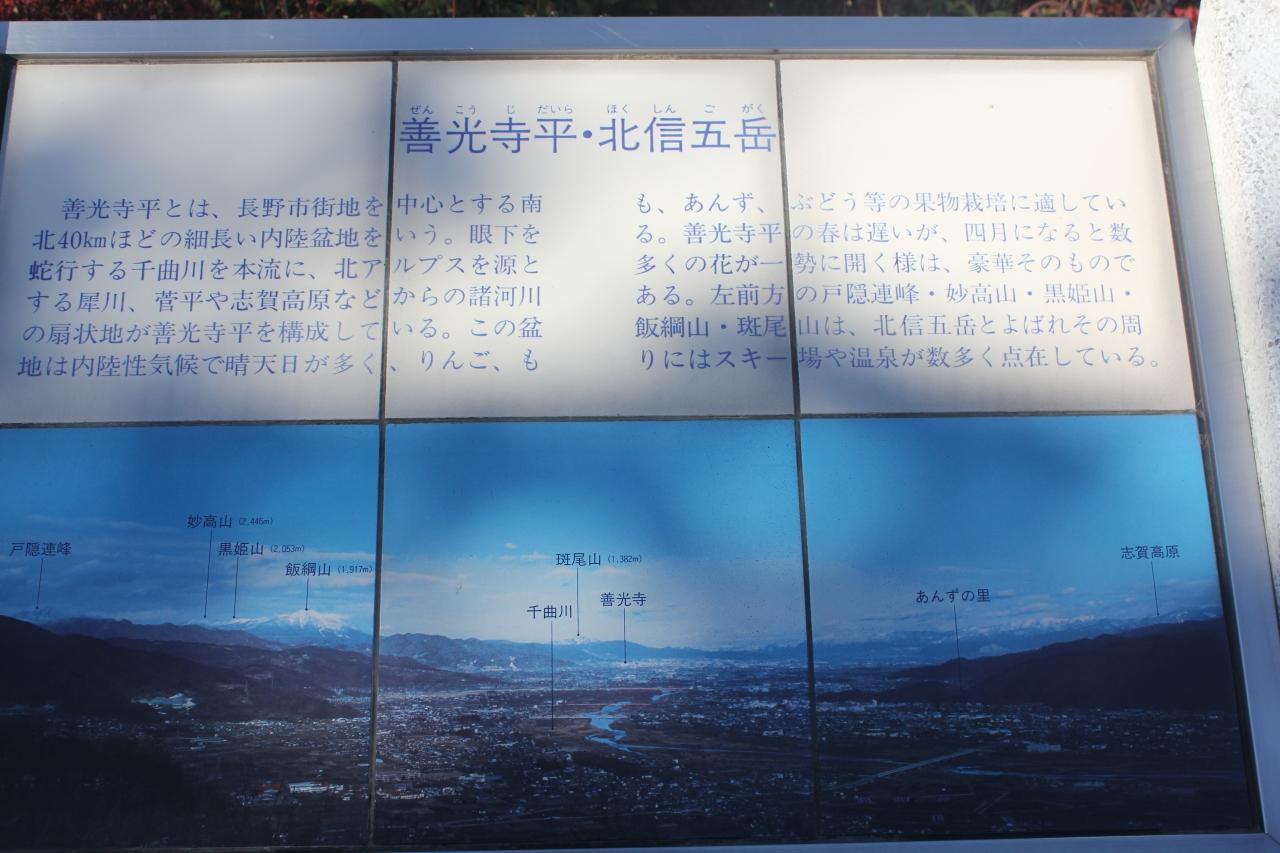 ぜん こう じ だいら ほく しん ご がく
善光寺平・北信五岳
善光寺平とは、長野市街地を中心とする南
北40kmほどの細長い内陸盆地をいう。眼下を
蛇行する千曲川を本流に、北アルプスを源と
する犀川、菅平や志賀高原などからの諸河川
の扇状地が善光寺平を構成している。この盆
地は内陸性気候で晴天日が多く、りんご、も
も、あんず、ぶどう等の果物栽培に適してい
る。善光寺平の春は遅いが、四月になると数
多くの花が一勢に開く様は、豪華そのもので
ある。左前方の戸隠連峰・妙高山・黒姫山・
飯綱山・斑尾山は、北信五岳とよばれその周
りにはスキー場や温泉が数多く点在している。
戸隠連峰
妙高山 (2,446m)
黒姫山 (2,053m)
飯綱山 (1,917m)
斑尾山 (1,382m)
千曲川
善光寺
あんずの里
志賀高原